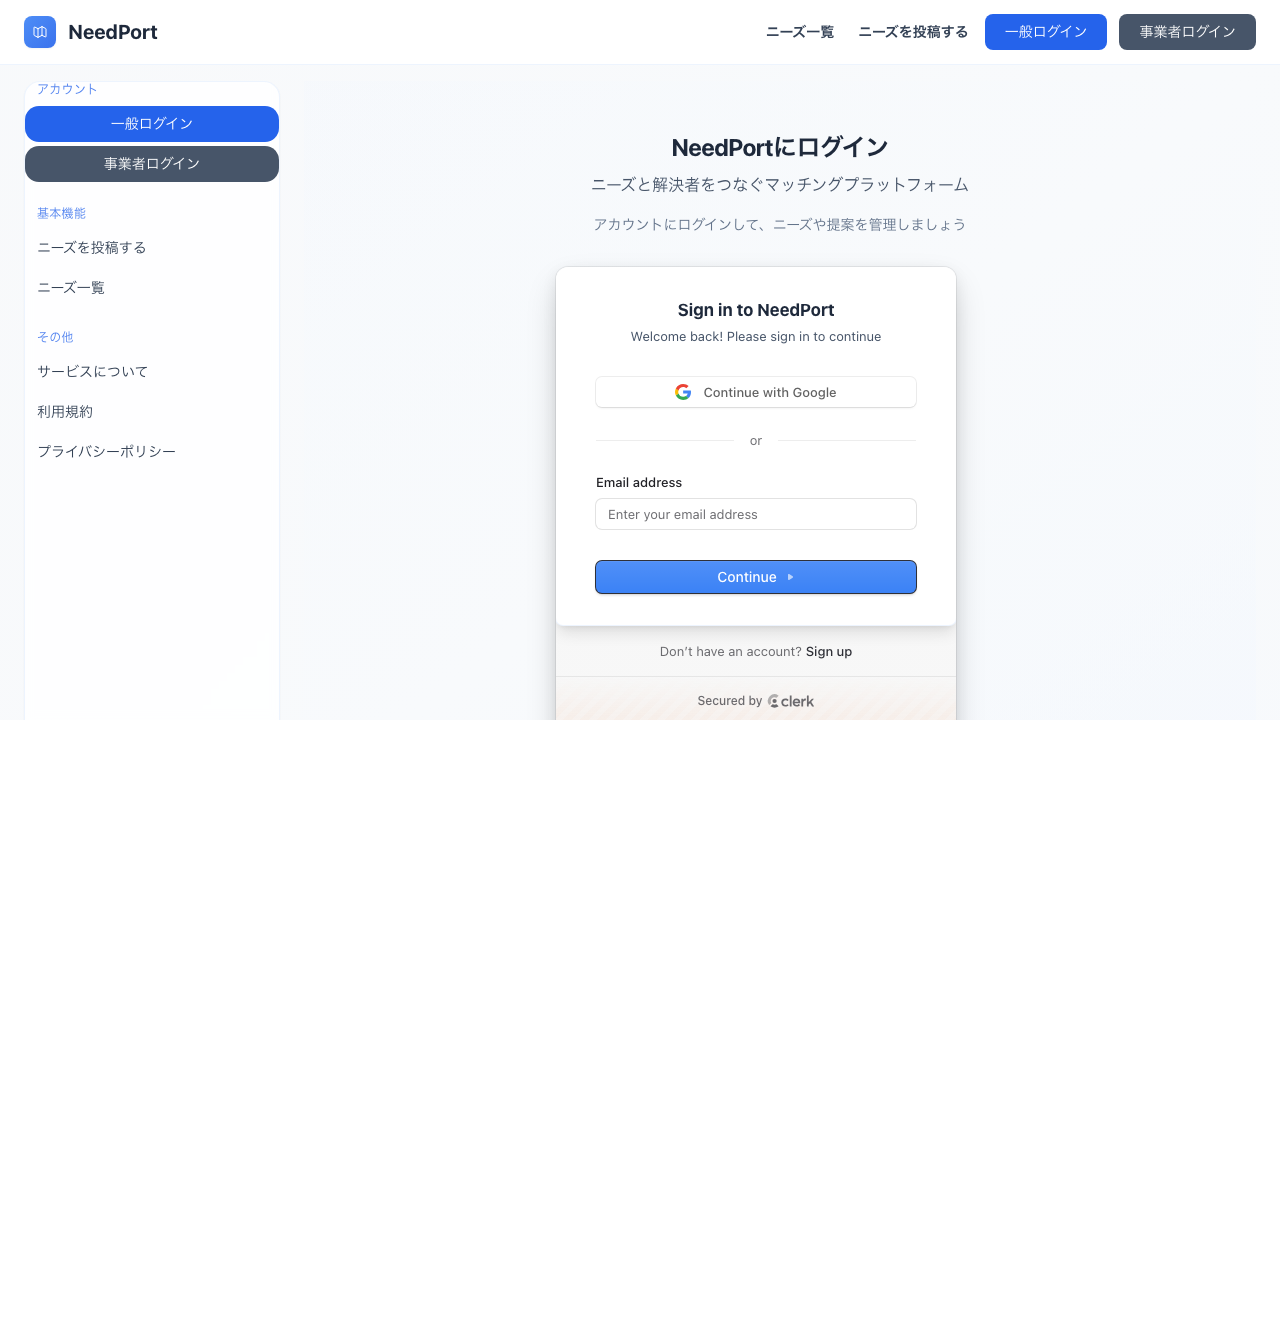 NeedPort
ニーズ一覧
ニーズを投稿する
一般ログイン
事業者ログイン
アカウント
一般ログイン
事業者ログイン
基本機能
ニーズを投稿する
ニーズ一覧
その他
サービスについて
利用規約
プライバシーポリシー
NeedPortにログイン
ニーズと解決者をつなぐマッチングプラットフォーム
アカウントにログインして、ニーズや提案を管理しましょう
Sign in to NeedPort
Welcome back! Please sign in to continue
Continue with Google
or
Email address
Enter your email address
Continue
Don't have an account? Sign up
Secured by clerk